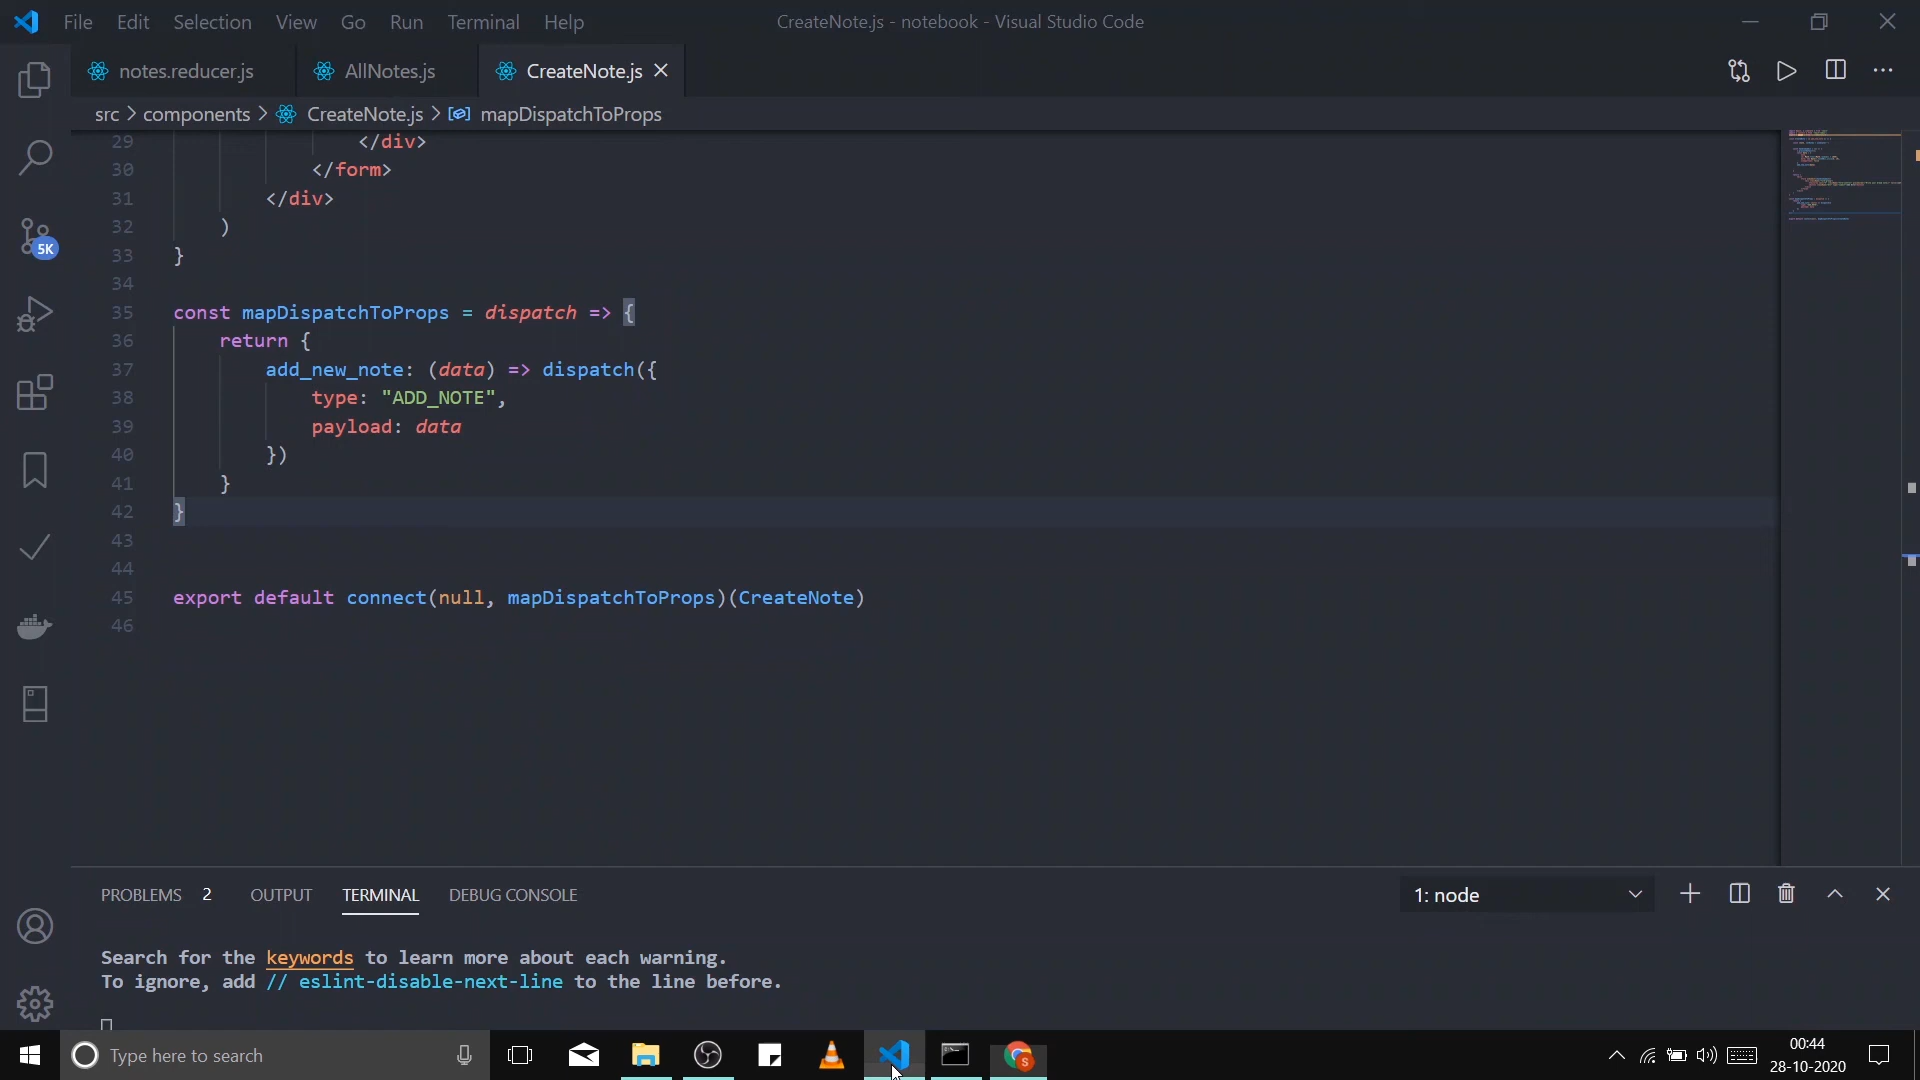 File Edit Selection View Go Run Terminal Help CreateNote.js - notebook - Visual Studio Code
notes.reducer.js AllNotes.js CreateNote.js
src > components > CreateNote.js > mapDispatchToProps
29 </div>
30 </form>
31 </div>
32 )
33 }
34
35 const mapDispatchToProps = dispatch => {
36 return {
37 add_new_note: (data) => dispatch({
38 type: "ADD_NOTE",
39 payload: data
40 })
41 }
42 }
43
44
45 export default connect(null, mapDispatchToProps)(CreateNote)
46
5K
PROBLEMS 2 OUTPUT TERMINAL DEBUG CONSOLE 1: node
Search for the keywords to learn more about each warning.
To ignore, add // eslint-disable-next-line to the line before.
Type here to search
S
00:44
28-10-2020